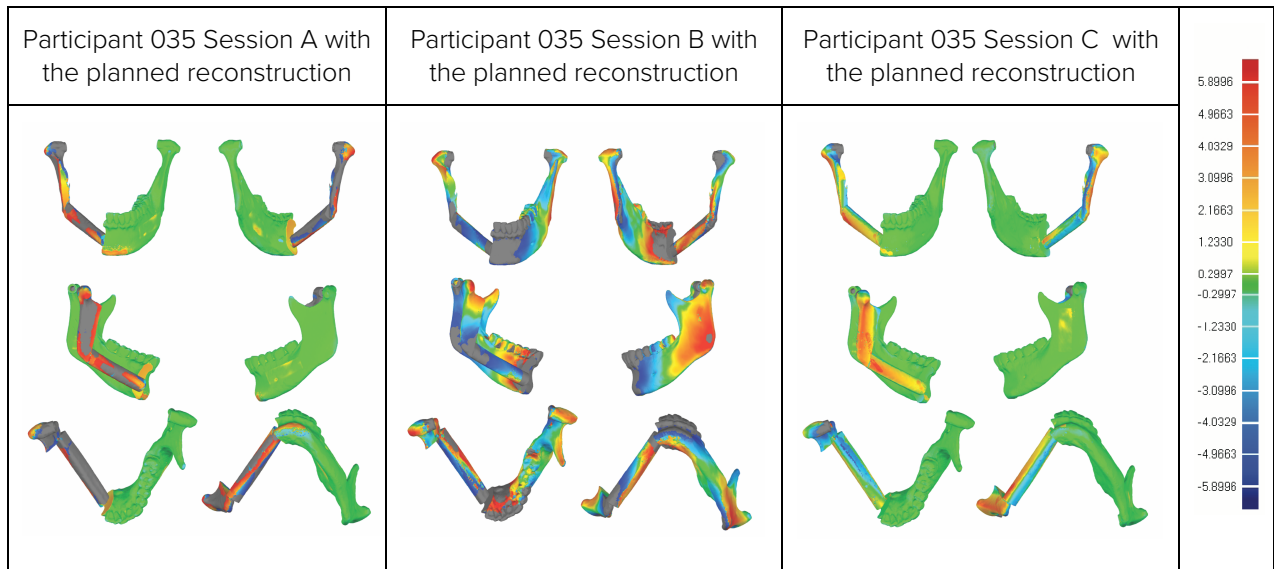 Participant 035 Session A with
the planned reconstruction
Participant 035 Session B with
the planned reconstruction
Participant 035 Session C with
the planned reconstruction
5.8996
4.9663
4.0329
3.0996
2.1663
1.2330
0.2997
-0.2997
-1.2330
-2.1663
-3.0996
-4.0329
-4.9663
-5.8996